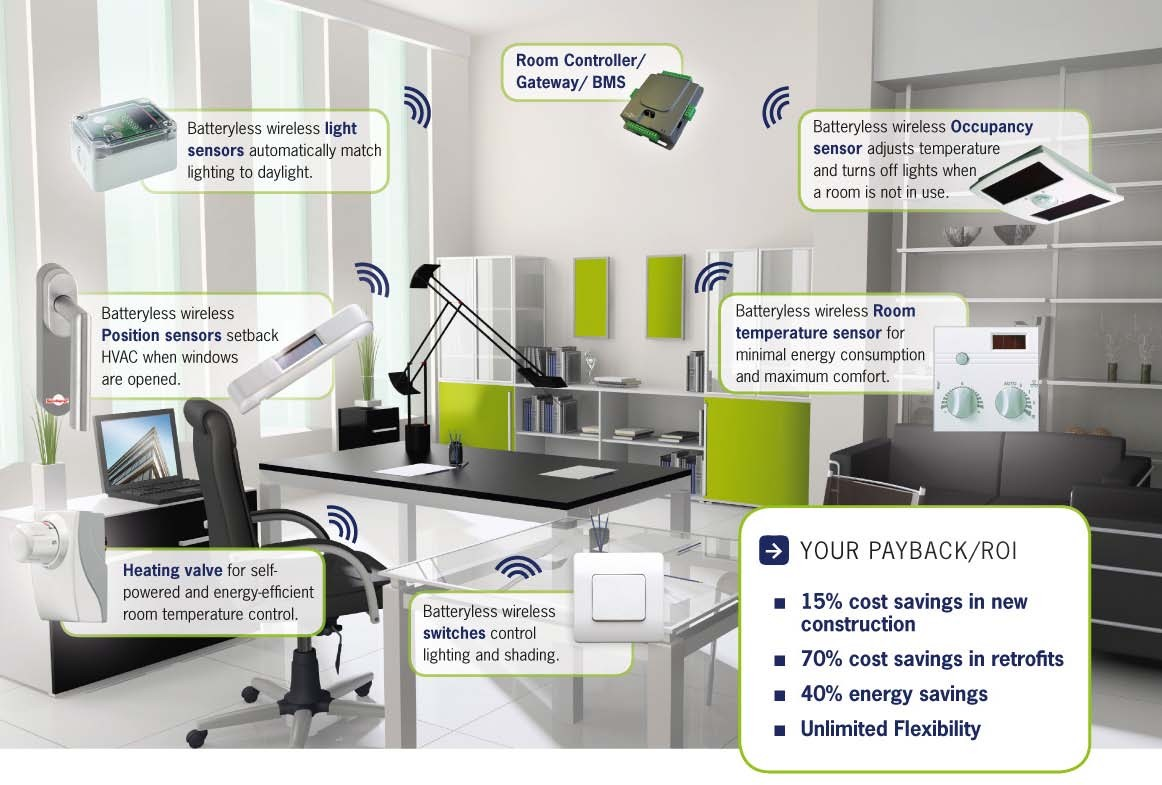 Room Controller/
Gateway/ BMS
Batteryless wireless light
sensors automatically match
lighting to daylight.
Batteryless wireless Occupancy
sensor adjusts temperature
and turns off lights when
a room is not in use.
Batteryless wireless
Position sensors setback
HVAC when windows
are opened.
Batteryless wireless Room
temperature sensor for
minimal energy consumption
and maximum comfort.
AUTO
Heating valve for self-
powered and energy-efficient
room temperature control.
Batteryless wireless
switches control
lighting and shading.
YOUR PAYBACK/ROI
■ 15% cost savings in new
construction
■ 70% cost savings in retrofits
■ 40% energy savings
■ Unlimited Flexibility